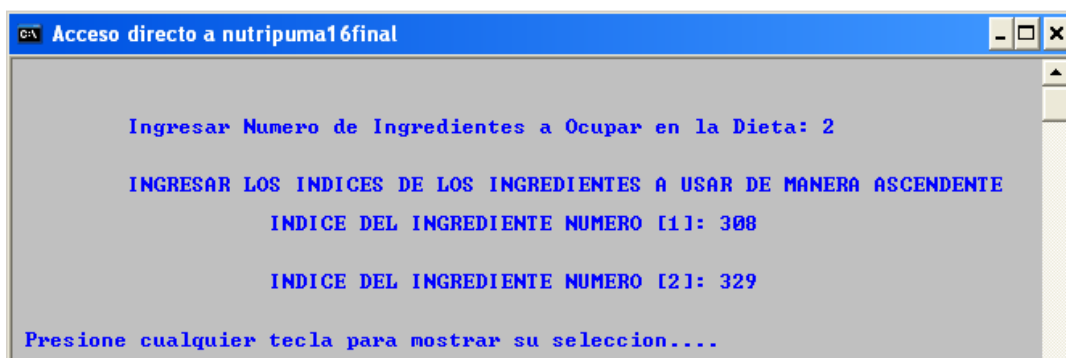 Acceso directo a nutripuma16final
Ingresar Numero de Ingredientes a Ocupar en la Dieta: 2
INGRESAR LOS INDICES DE LOS INGREDIENTES A USAR DE MANERA ASCENDENTE
INDICE DEL INGREDIENTE NUMERO [1]: 308
INDICE DEL INGREDIENTE NUMERO [2]: 329
Presione cualquier tecla para mostrar su seleccion....